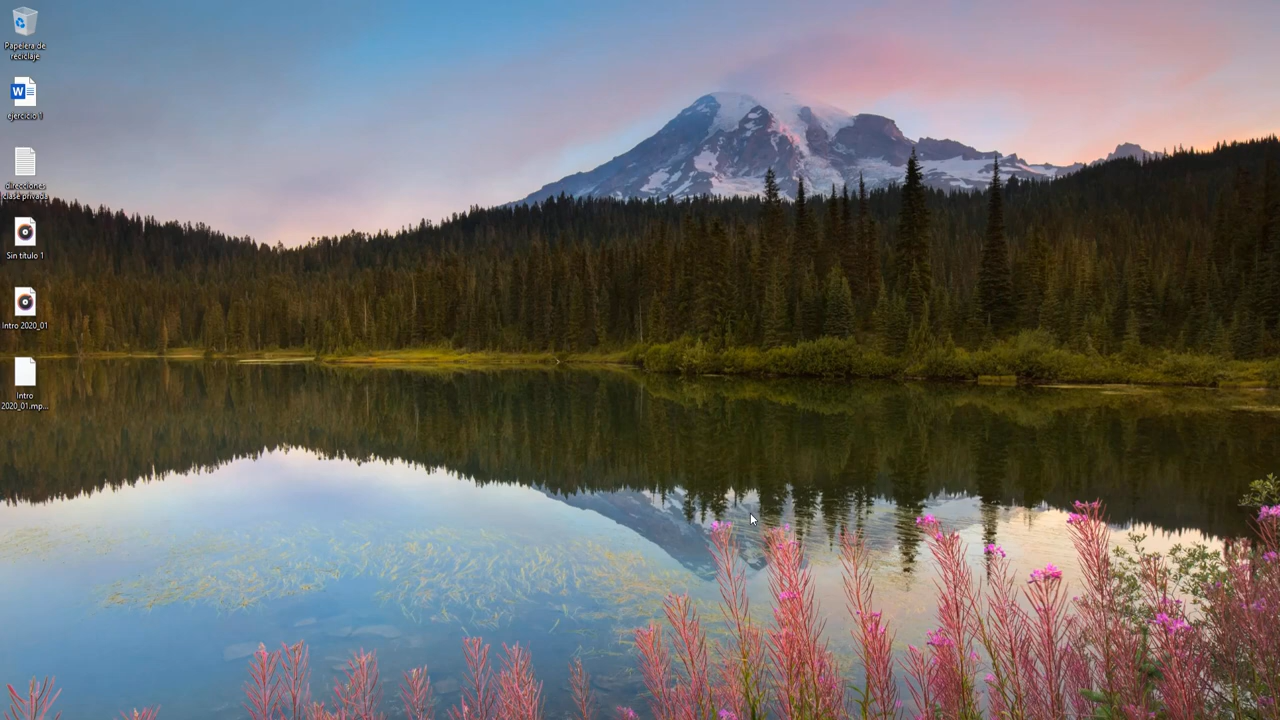 Papelera de
reciclaje
W
ejercicio 1
direcciones
clase privada
Sin título 1
Intro 2020_01
Intro
2020_01.mp...